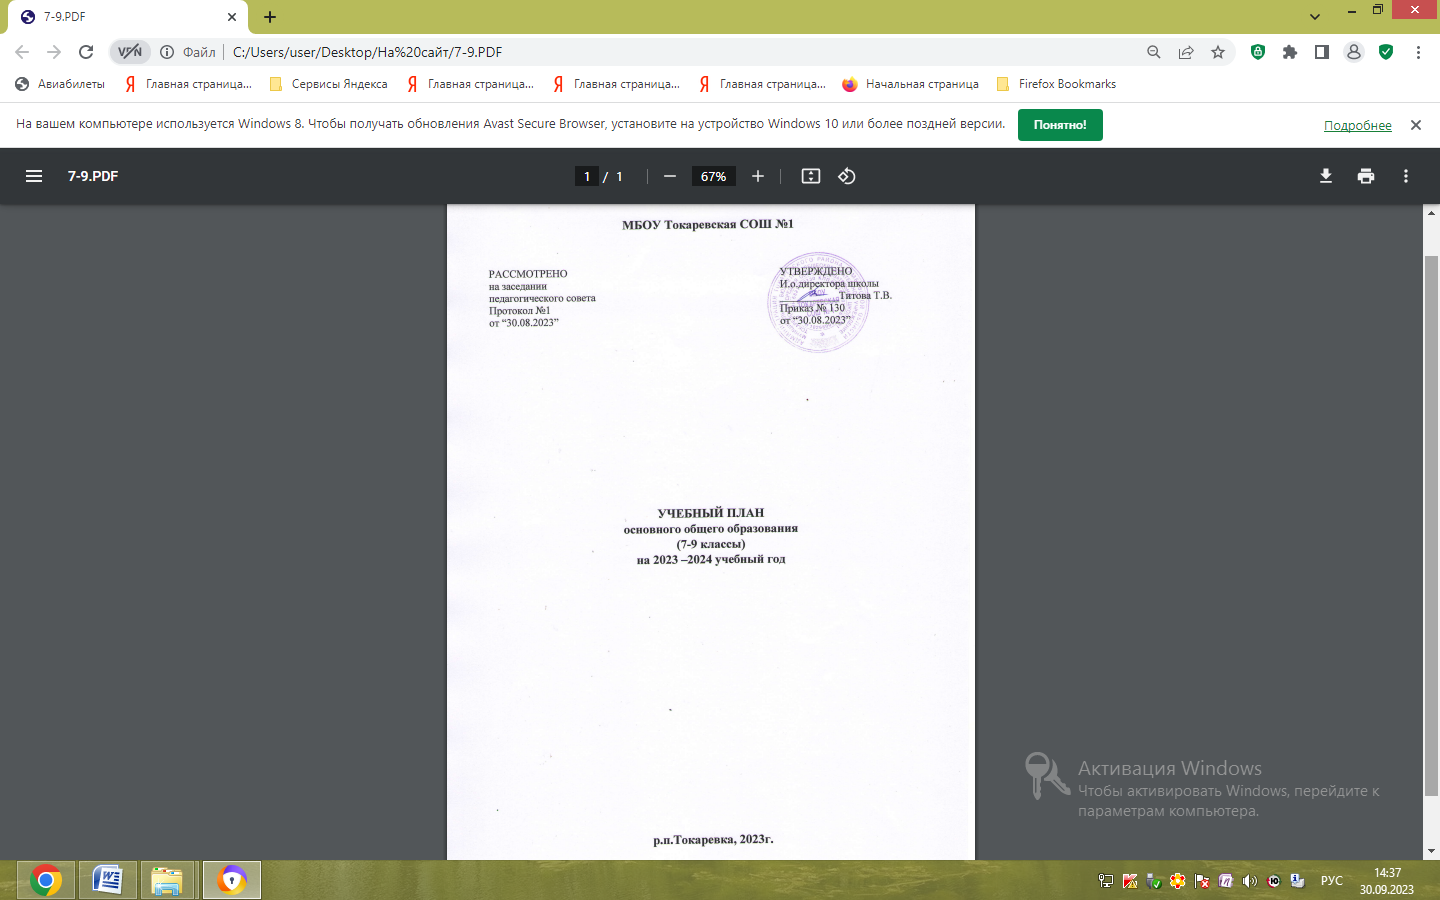 7-9.PDF
VPN
Файл
C:/Users/user/Desktop/На%20сайт/7-9.PDF
Авиабилеты
Главная страница...
Сервисы Яндекса
Главная страница...
Главная страница...
Главная страница...
Начальная страница
Firefox Bookmarks
На вашем компьютере используется Windows 8. Чтобы получать обновления Avast Secure Browser, установите на устройство Windows 10 или более поздней версии.
Понятно!
Подробнее
7-9.PDF
1 / 1
67%
МБОУ Токаревская СОШ №1
РАССМОТРЕНО
на заседании
педагогического совета
Протокол №1
от “30.08.2023”
УТВЕРЖДЕНО
И.о.директора школы
Титова Т.В.
Приказ № 130
от “30.08.2023”
УЧЕБНЫЙ ПЛАН
основного общего образования
(7-9 классы)
на 2023 –2024 учебный год
р.п.Токаревка, 2023г.
Активация Windows
Чтобы активировать Windows, перейдите к
параметрам компьютера.
РУС
14:37
30.09.2023